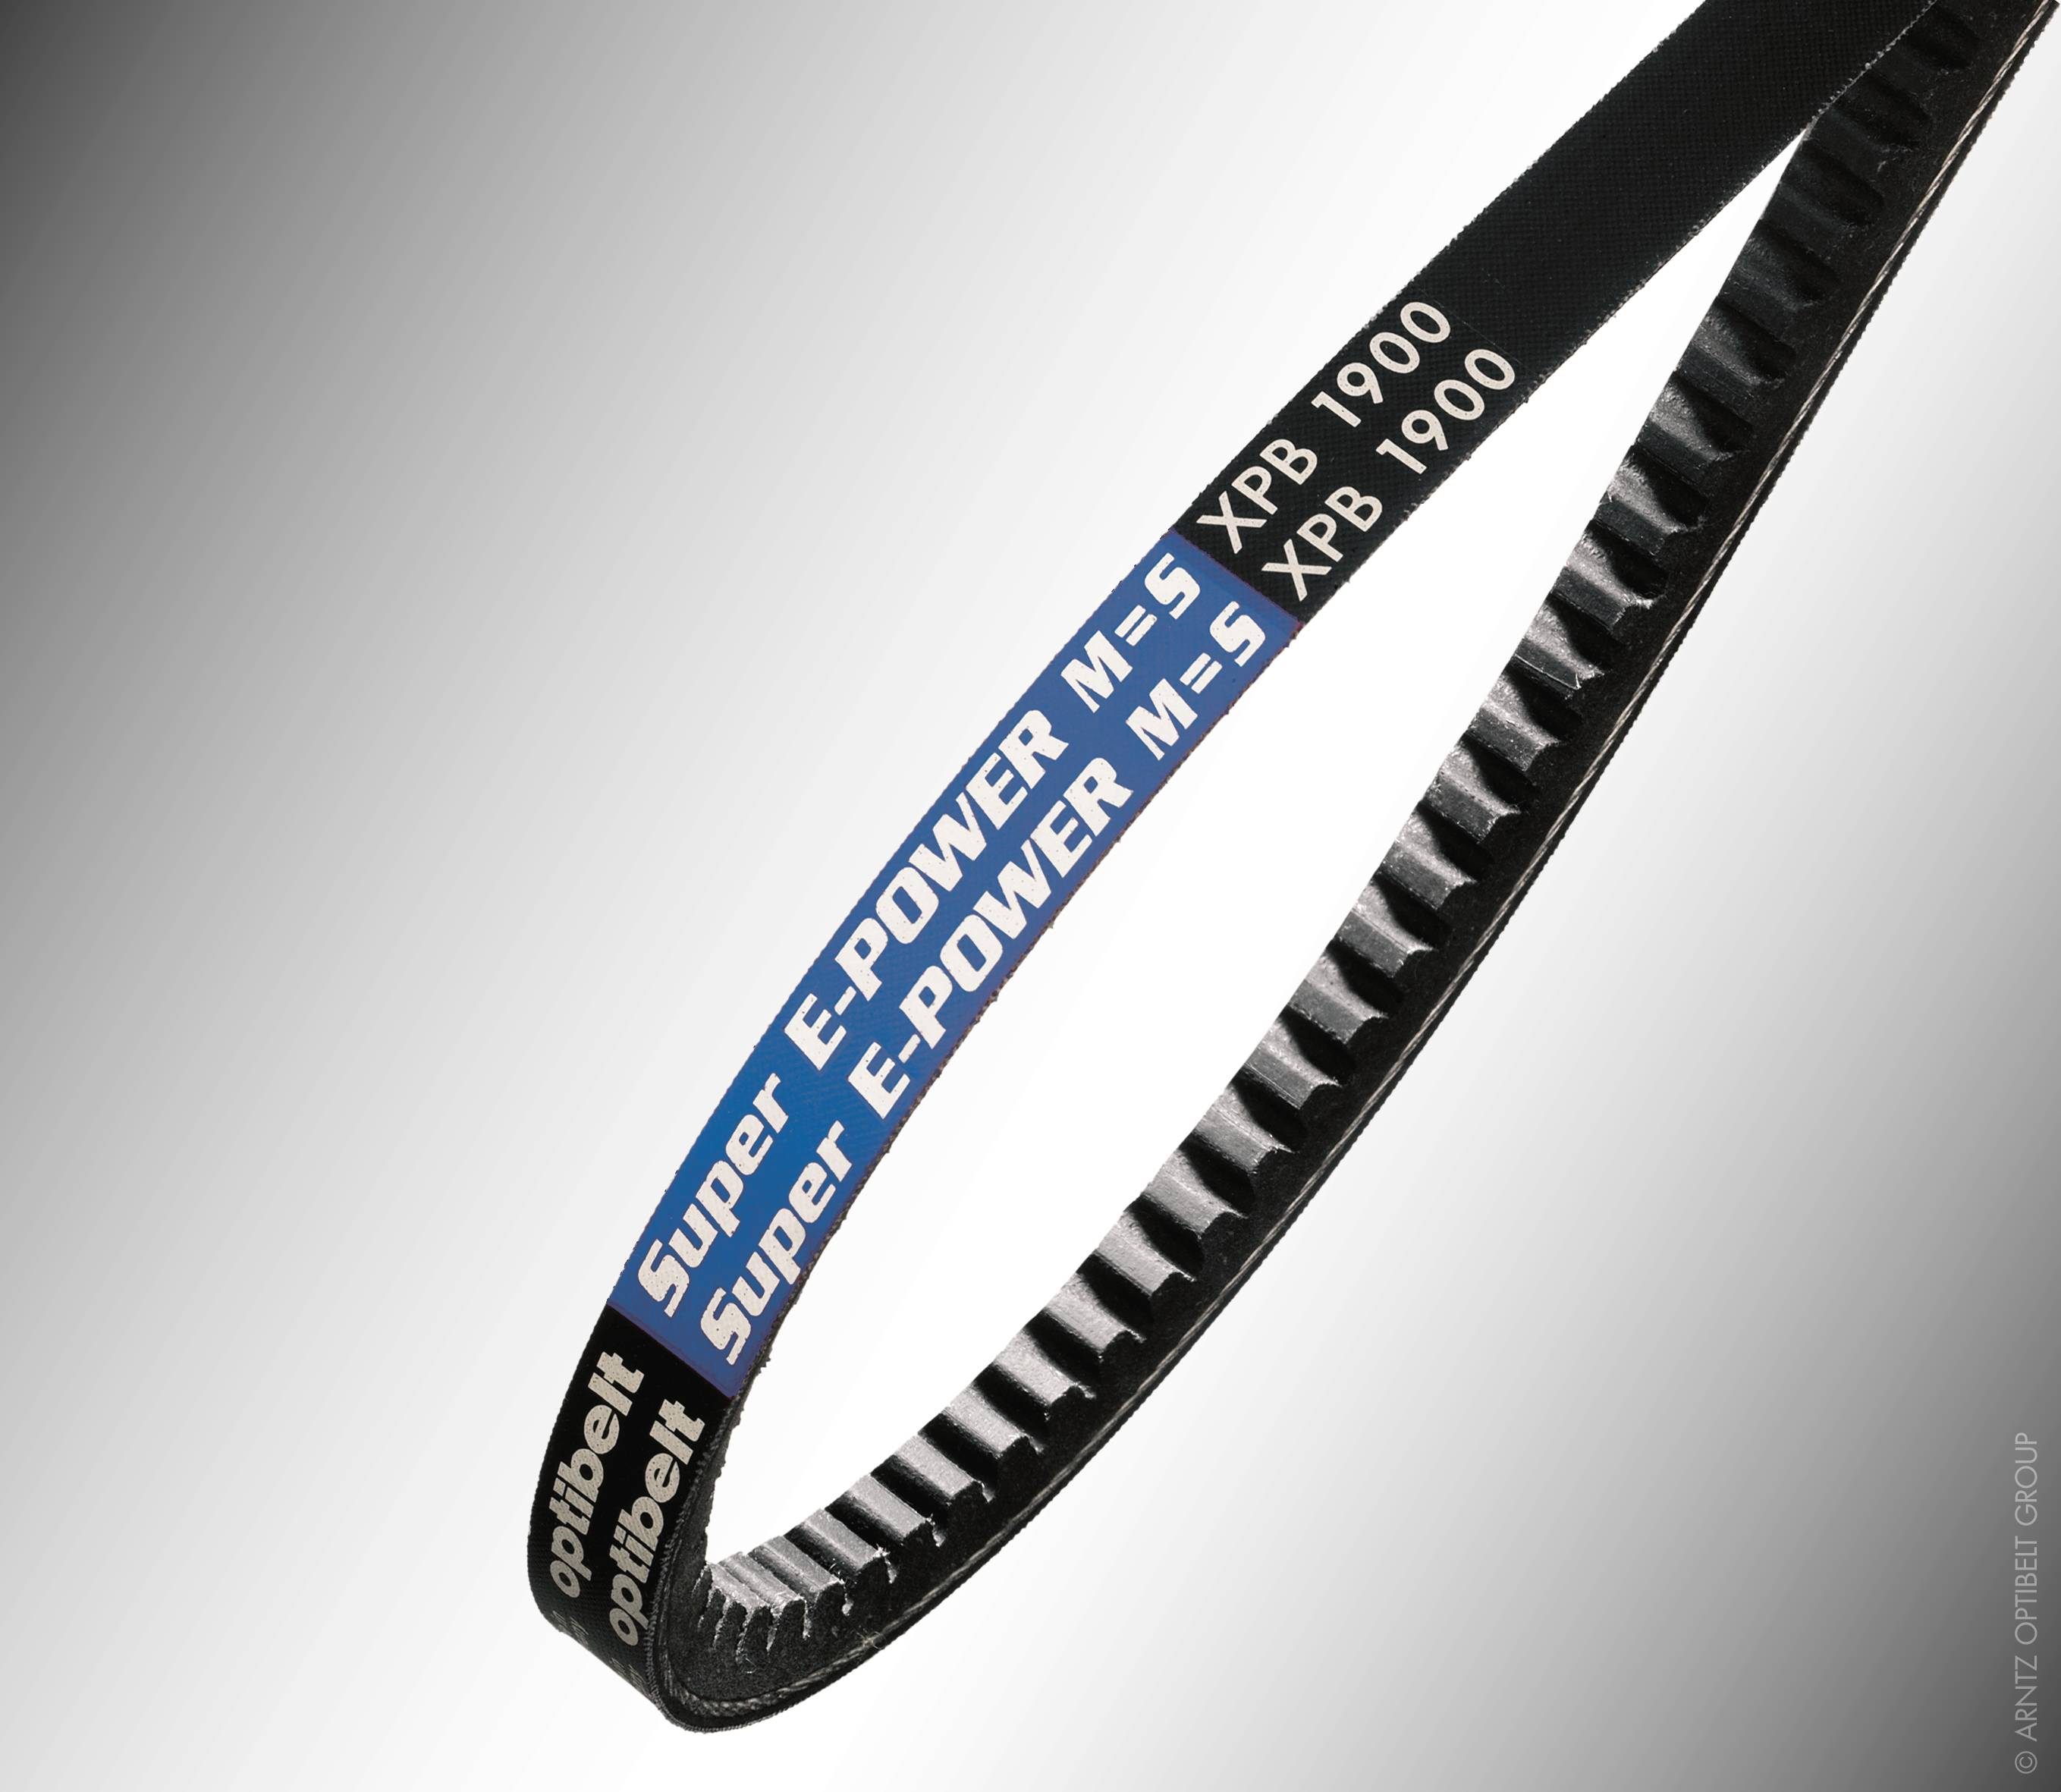 optibelt Super E-POWER M=S XPB 1900
optibelt Super E-POWER M=S XPB 1900
© ARNTZ OPTIBELT GROUP